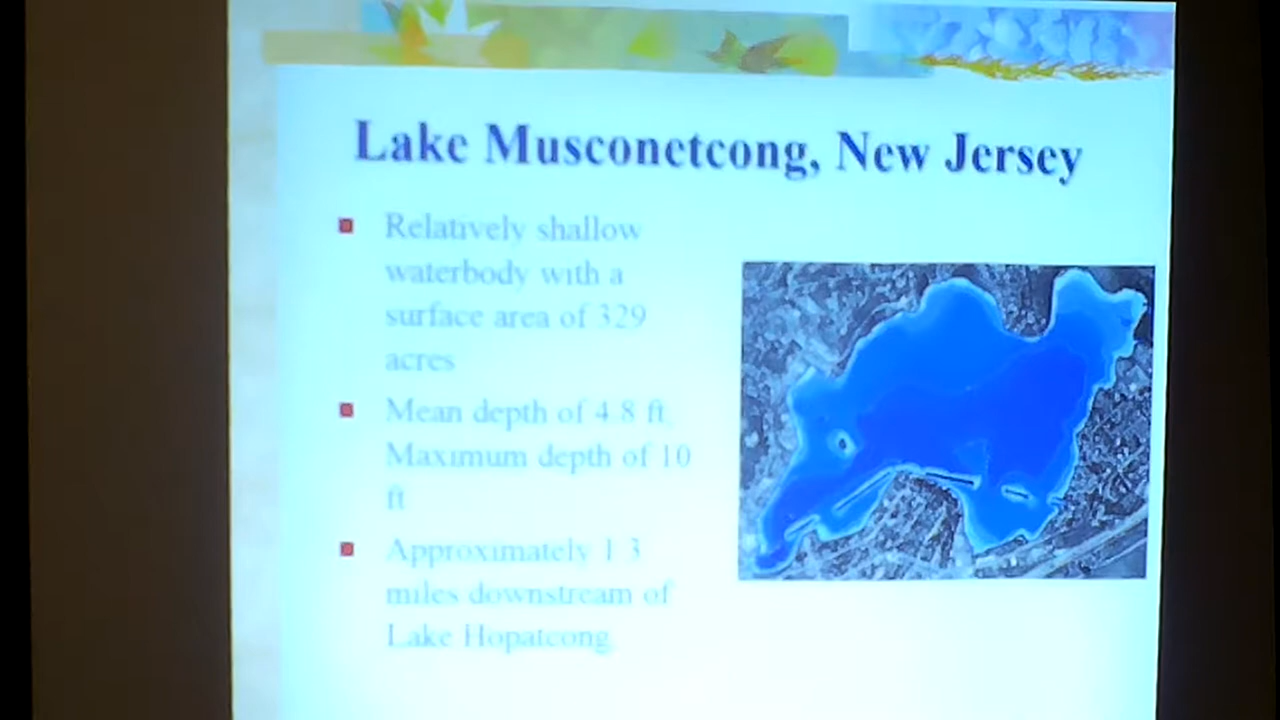 Lake Musconetcong, New Jersey
Relatively shallow
waterbody with a
surface area of 329
acres
Mean depth of 4.8 ft.
Maximum depth of 10
ft
Approximately 1.3
miles downstream of
Lake Hopatcong.